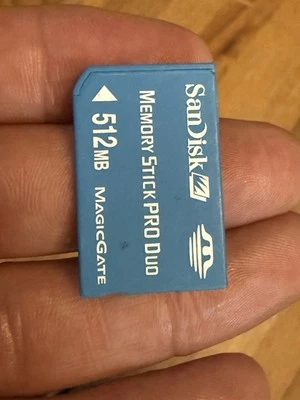 SanDisk
MEMORY STICK PRO DUO
512MB MAGICGATE